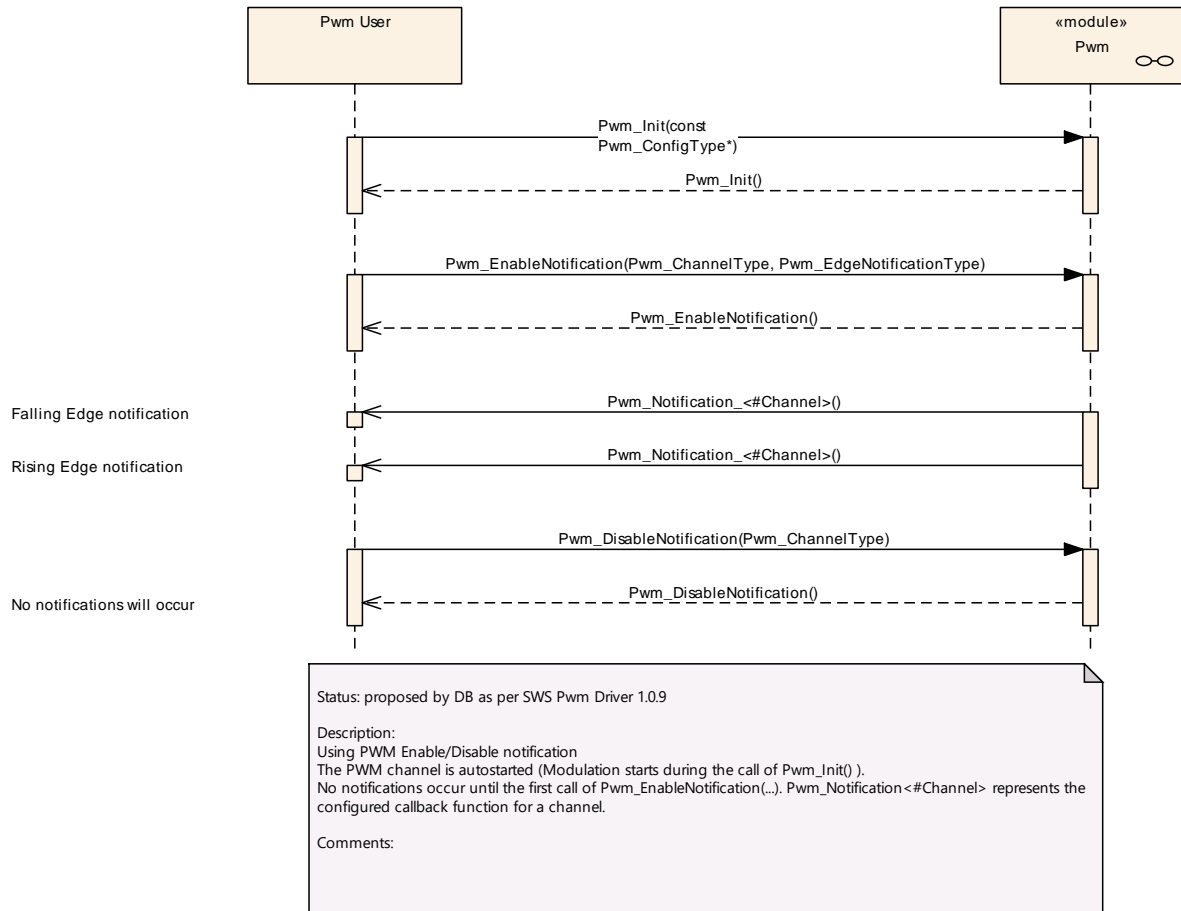 Pwm User
«module»
Pwm
Pwm_Init(const
Pwm_ConfigType*)
Pwm_Init()
Pwm_EnableNotification(Pwm_ChannelType, Pwm_EdgeNotificationType)
Pwm_EnableNotification()
Falling Edge notification
Pwm_Notification_<#Channel>()
Rising Edge notification
Pwm_Notification_<#Channel>()
Pwm_DisableNotification(Pwm_ChannelType)
No notifications will occur
Pwm_DisableNotification()
Status: proposed by DB as per SWS Pwm Driver 1.0.9
Description:
Using PWM Enable/Disable notification
The PWM channel is autostarted (Modulation starts during the call of Pwm_Init() ).
No notifications occur until the first call of Pwm_EnableNotification(...). Pwm_Notification<#Channel> represents the
configured callback function for a channel.
Comments: